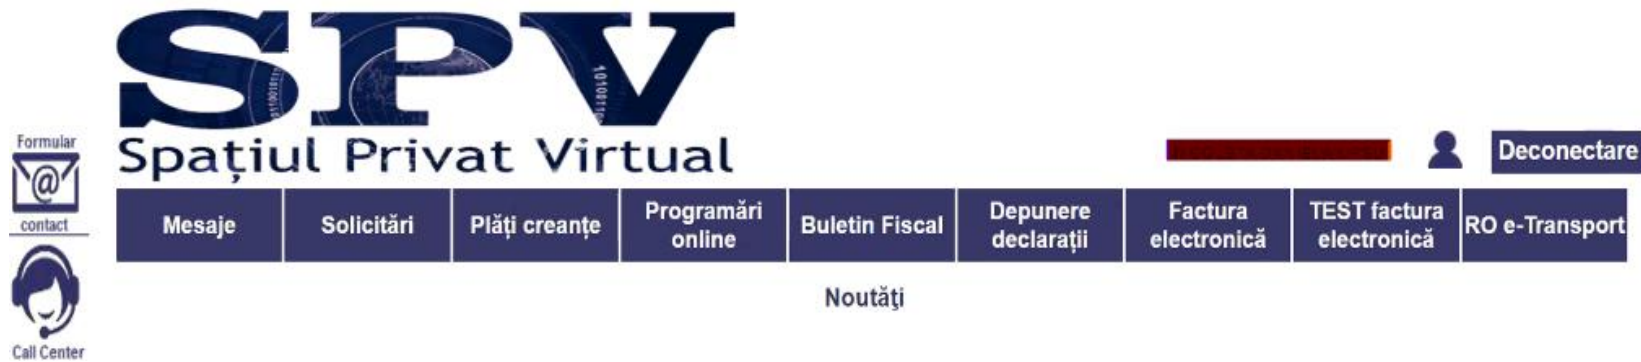 SPV
Spațiul Privat Virtual
Formular
@
contact
Call Center
Deconectare
Mesaje
Solicitări
Plăți creanțe
Programări
online
Buletin Fiscal
Depunere
declarații
Factura
electronică
TEST factura
electronică
RO e-Transport
Noutăţi